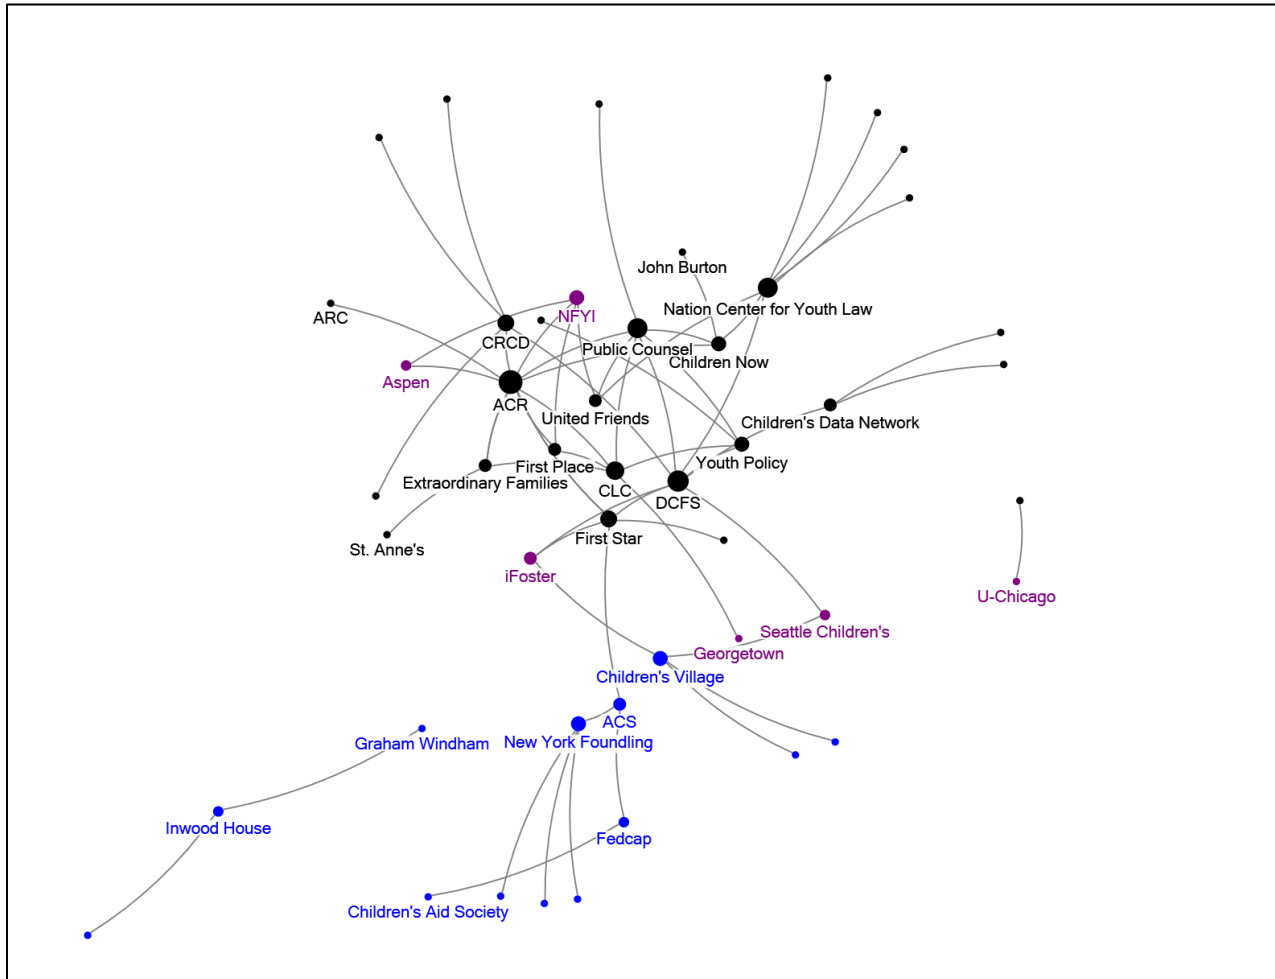 John Burton
ARC
NFYI
Nation Center for Youth Law
CRCD
Public Counsel
Children Now
Aspen
ACR
United Friends
Children's Data Network
First Place
Youth Policy
Extraordinary Families
CLC
DCFS
First Star
St. Anne's
iFoster
U-Chicago
Seattle Children's
Georgetown
Children's Village
ACS
Graham Windham
New York Foundling
Inwood House
Fedcap
Children's Aid Society